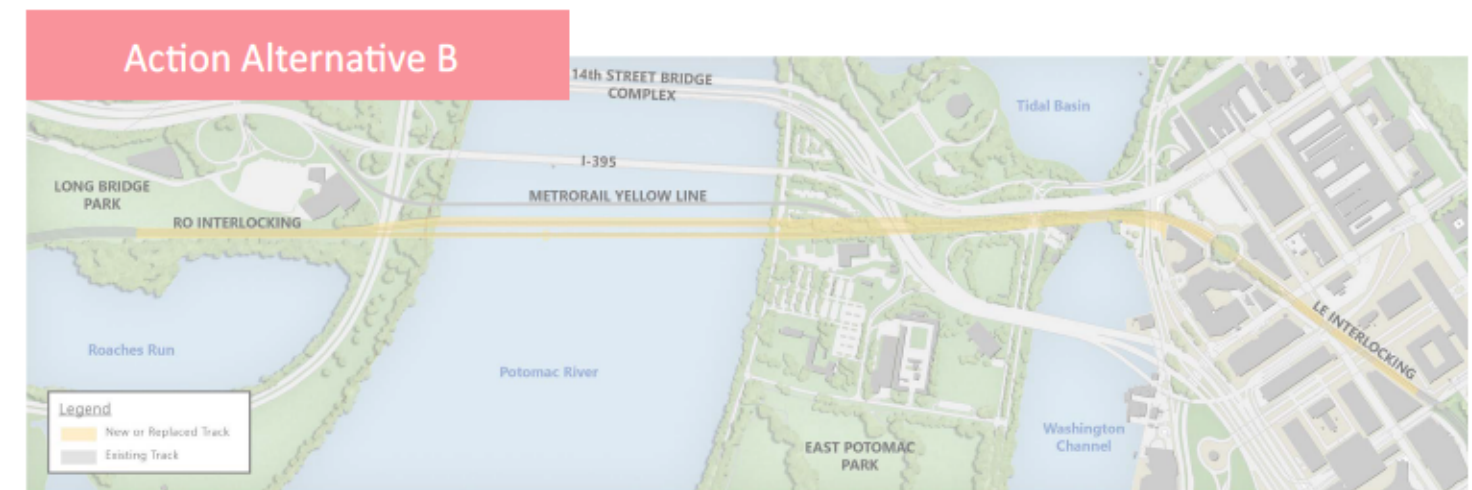 Action Alternative B
14th STREET BRIDGE
COMPLEX
Tidal Basin
I-395
LONG BRIDGE
PARK
METRORAIL YELLOW LINE
RO INTERLOCKING
LE INTERLOCKING
Roaches Run
Potomac River
Legend
New or Replaced Track
Existing Track
EAST POTOMAC
PARK
Washington
Channel